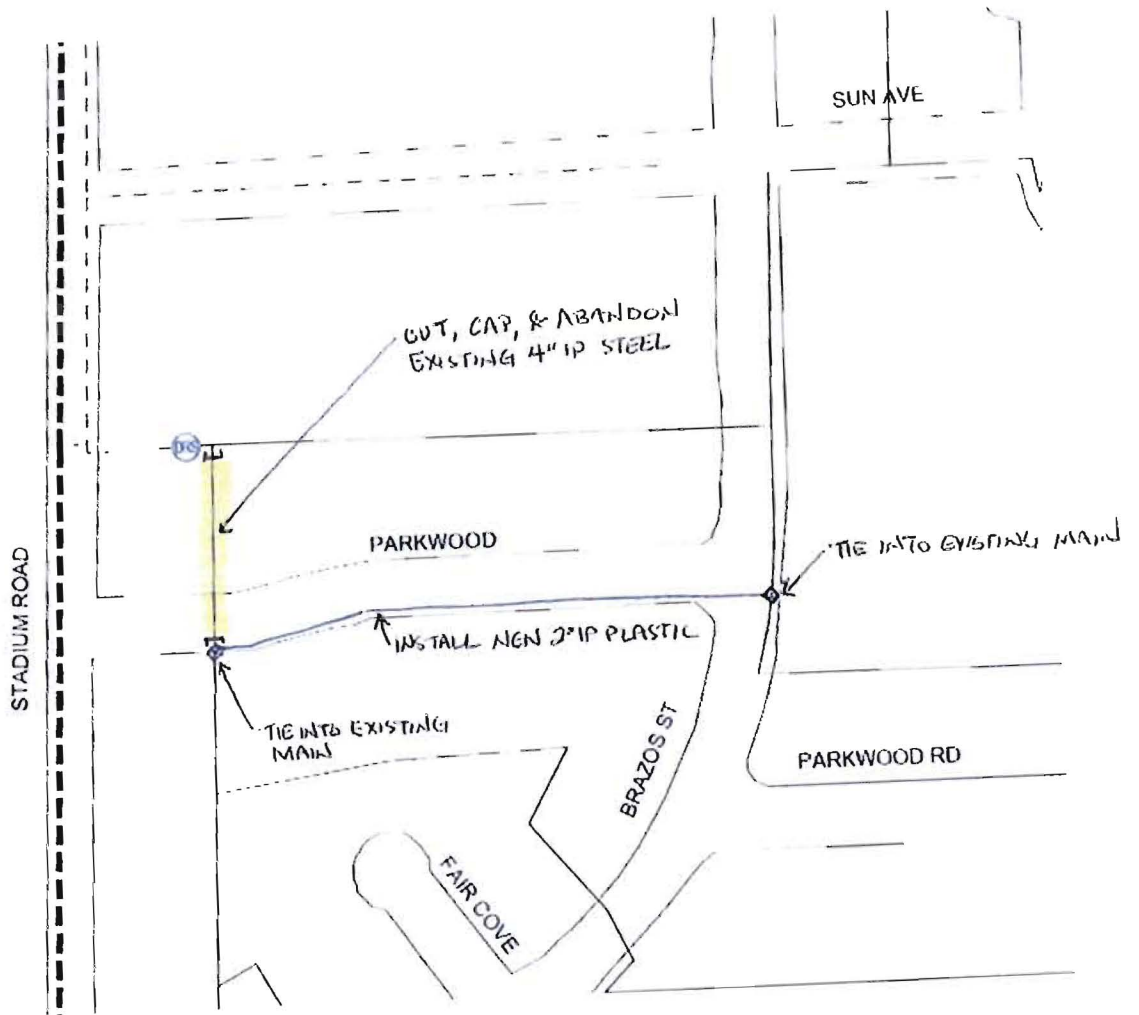 SUN AVE
CUT, CAP, & ABANDON
EXISTING 4" IP STEEL
PARKWOOD
TIE INTO EXISTING MAIN
INSTALL NEW 2" IP PLASTIC
STADIUM ROAD
TIE INTO EXISTING
MAIN
BRAZOS ST
PARKWOOD RD
FAIR COVE